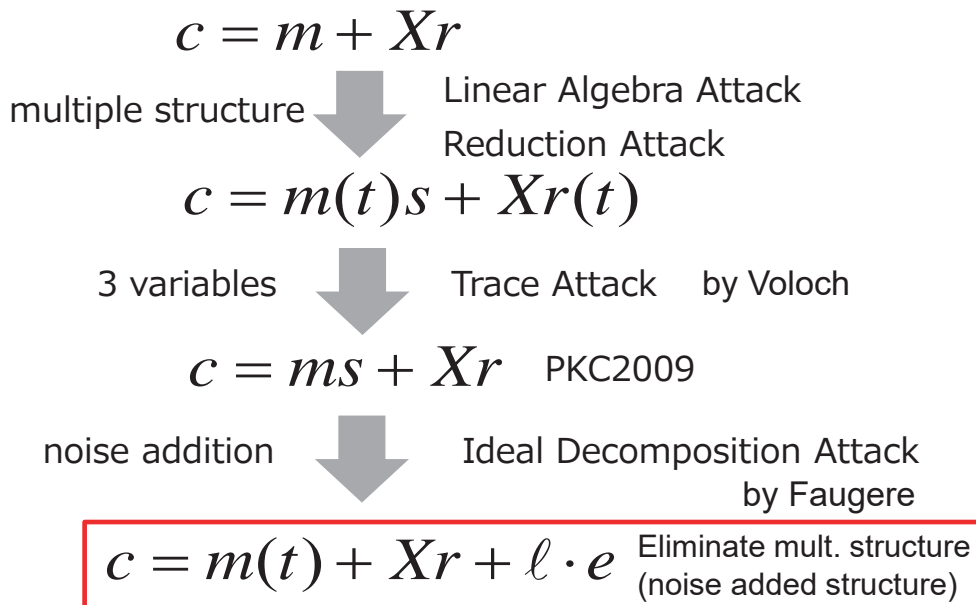 c = m + Xr
multiple structure
Linear Algebra Attack
Reduction Attack
c = m(t)s + Xr(t)
3 variables Trace Attack by Voloch
c = ms + Xr PKC2009
noise addition Ideal Decomposition Attack
by Faugere
c = m(t) + Xr + ℓ · e
Eliminate mult. structure
(noise added structure)